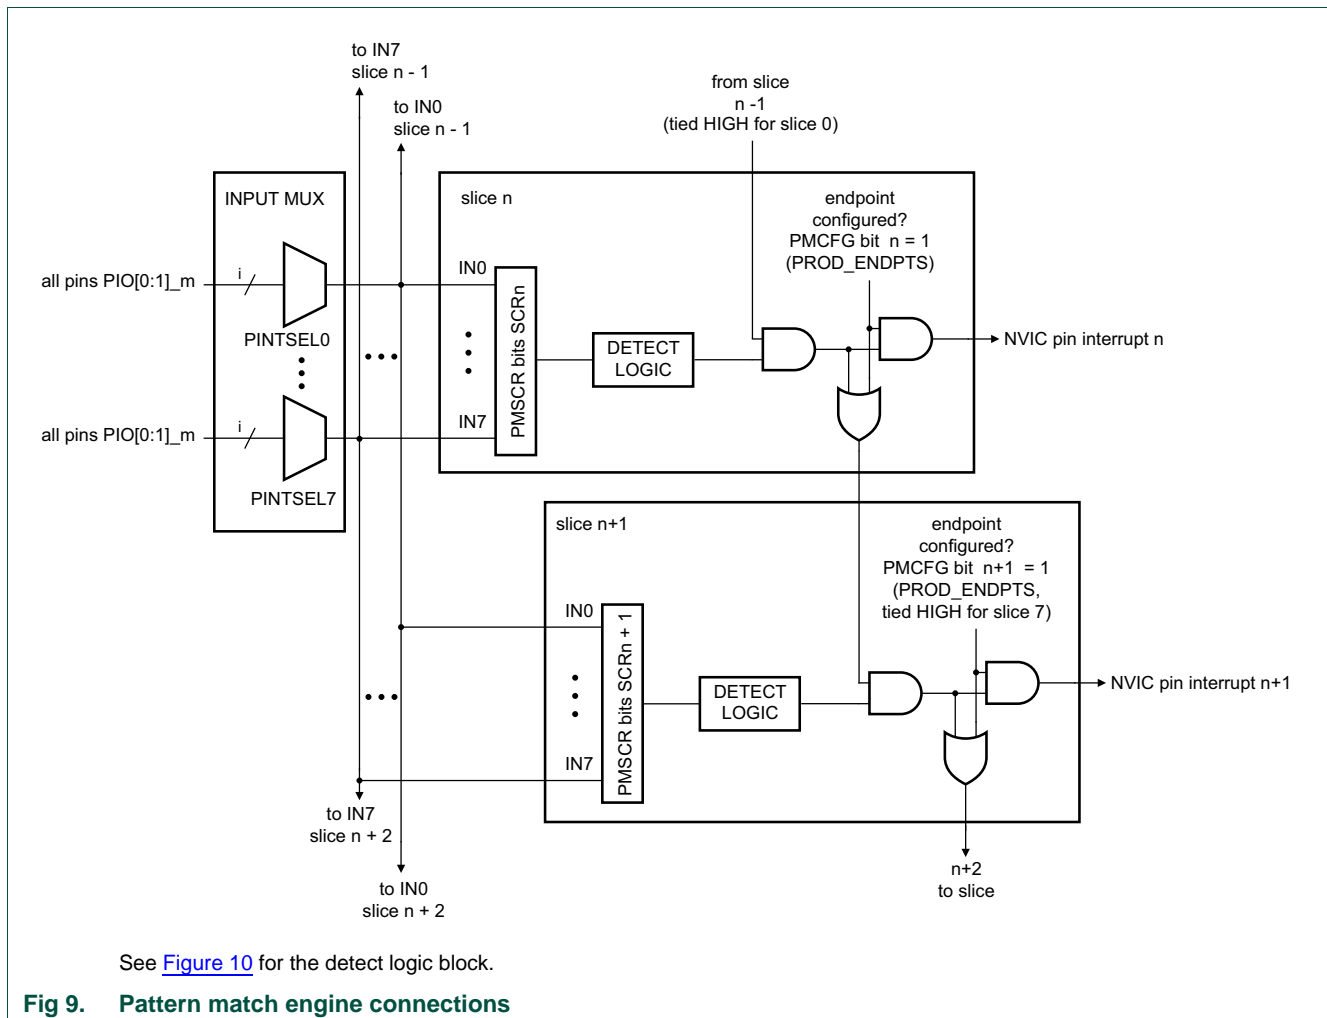 to IN7
slice n - 1
to IN0
slice n - 1
from slice
n -1
(tied HIGH for slice 0)
INPUT MUX
slice n
endpoint
configured?
PMCFG bit n = 1
(PROD_ENDPTS)
all pins PIO[0:1]_m
i
IN0
PINTSEL0
PMSCR bits SCRn
DETECT
LOGIC
NVIC pin interrupt n
all pins PIO[0:1]_m
i
IN7
PINTSEL7
slice n+1
endpoint
configured?
PMCFG bit n+1 = 1
(PROD_ENDPTS,
tied HIGH for slice 7)
IN0
PMSCR bits SCRn + 1
DETECT
LOGIC
NVIC pin interrupt n+1
IN7
to IN7
slice n + 2
to IN0
slice n + 2
n+2
to slice
See Figure 10 for the detect logic block.
Fig 9. Pattern match engine connections